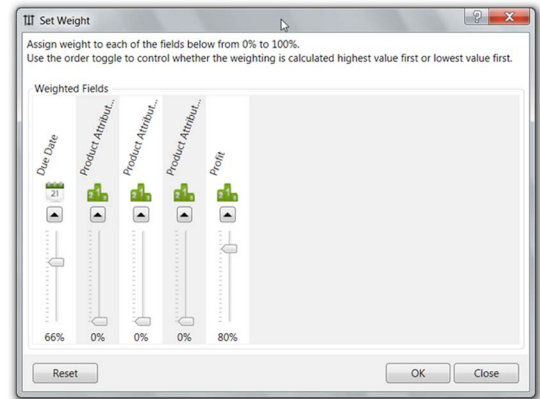 Set Weight
Assign weight to each of the fields below from 0% to 100%.
Use the order toggle to control whether the weighting is calculated highest value first or lowest value first.
Weighted Fields
Due Date
Product Attribut...
Product Attribut...
Product Attribut...
Profit
21
66%
0%
0%
0%
80%
Reset
OK
Close